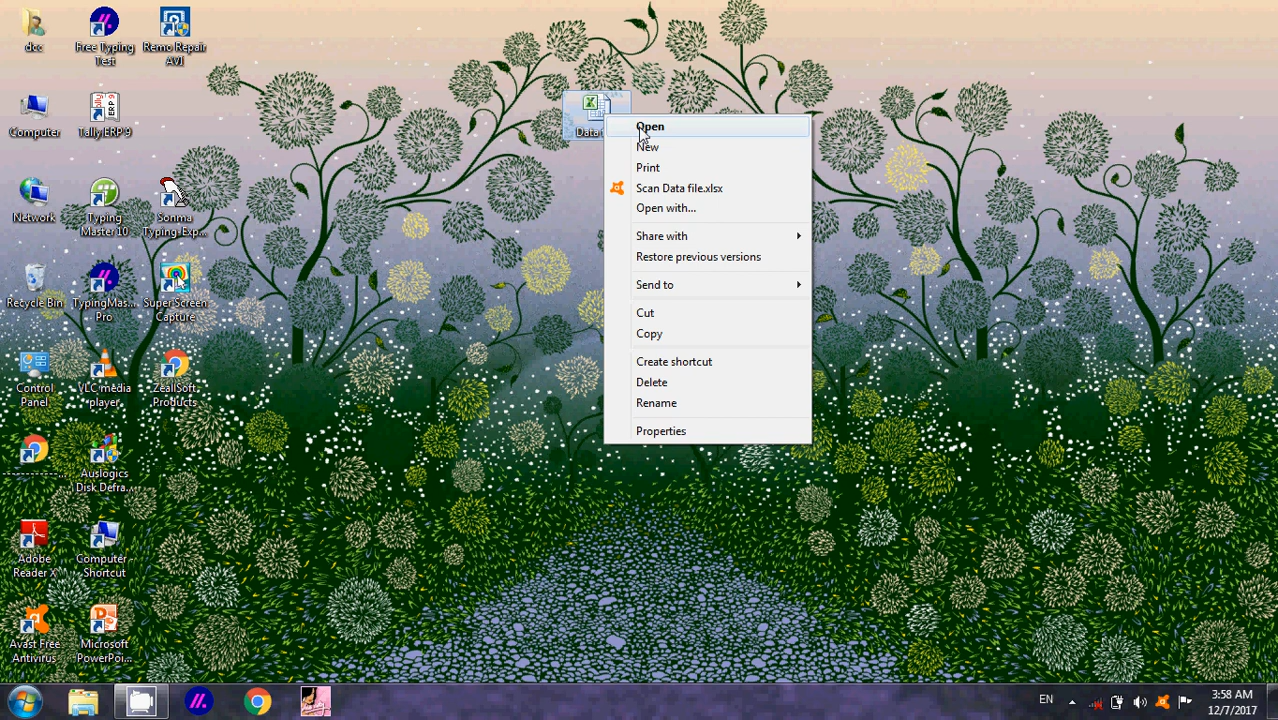 dcc
Free Typing
Test
Remo Repair
AVI
Computer
Tally.ERP 9
Network
Typing
Master 10
Sonma
Typing-Exp...
Recycle Bin
TypingMas...
Pro
Super Screen
Capture
Control
Panel
VLC media
player
ZeallSoft
Products
Auslogics
Disk Defra...
Adobe
Reader X
Computer
Shortcut
Avast Free
Antivirus
Microsoft
PowerPoi...
Data
Open
New
Print
Scan Data file.xlsx
Open with...
Share with
Restore previous versions
Send to
Cut
Copy
Create shortcut
Delete
Rename
Properties
EN
3:58 AM
12/7/2017